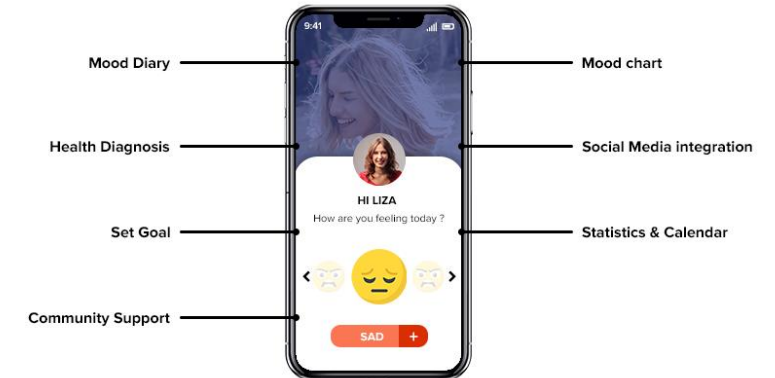 9:41
Mood Diary
Mood chart
Health Diagnosis
Social Media integration
HI LIZA
How are you feeling today ?
Set Goal
Statistics & Calendar
Community Support
SAD +